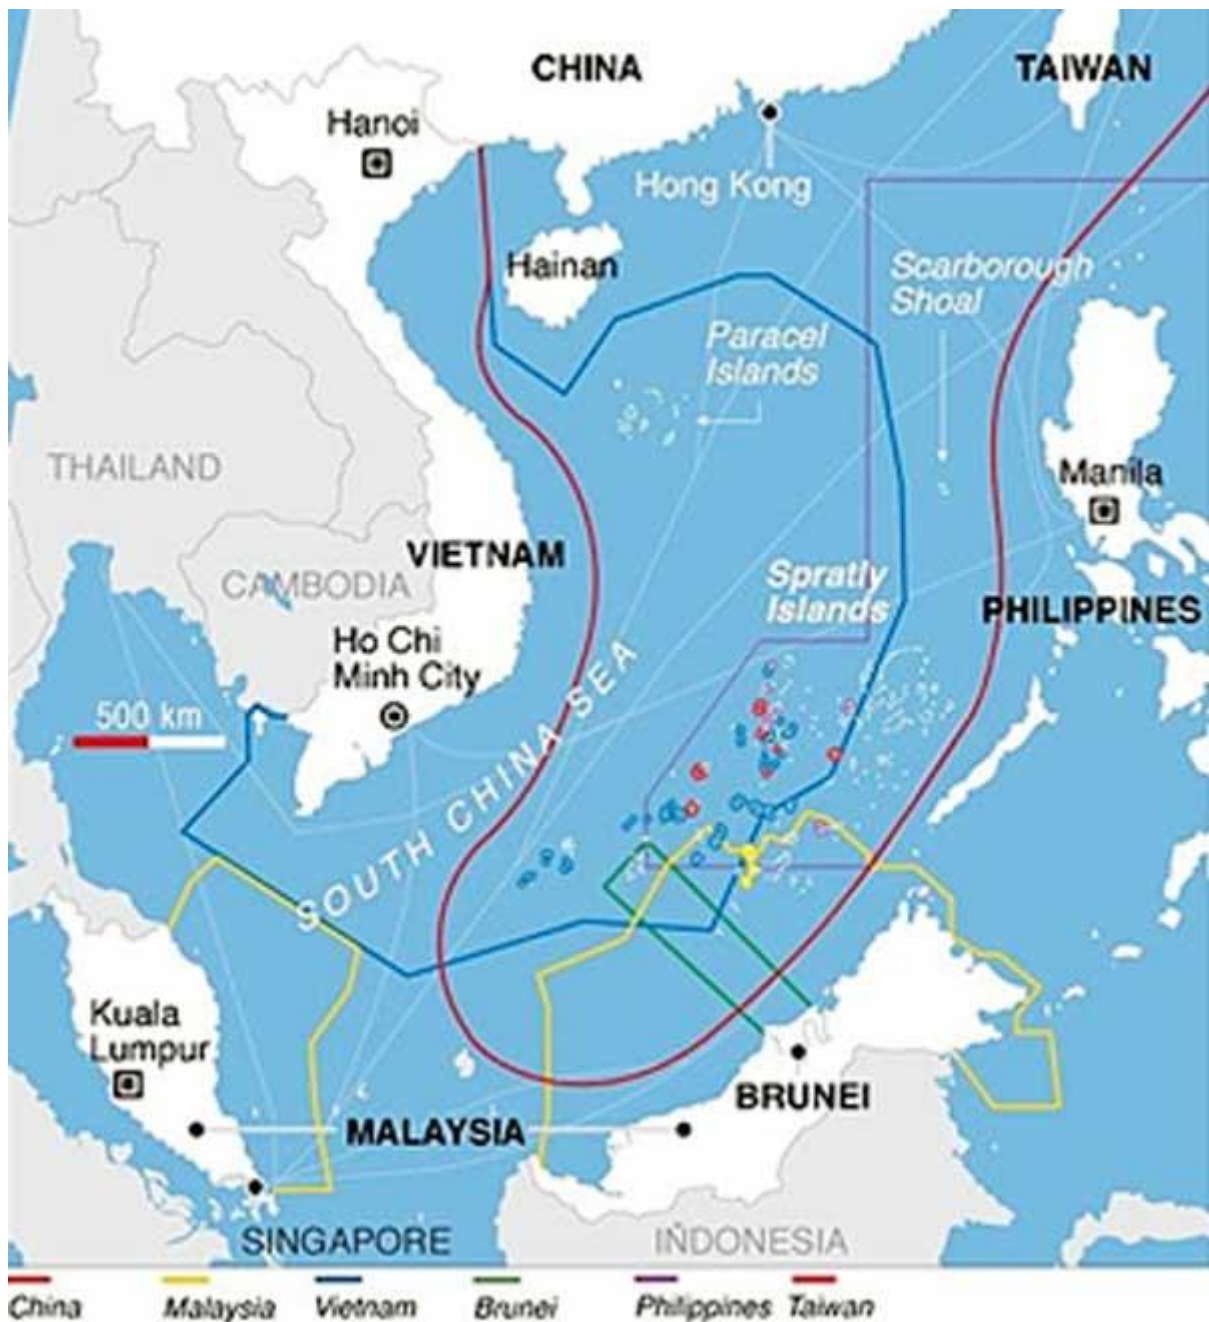 CHINA
TAIWAN
Hanoi
Hong Kong
Hainan
Scarborough
Shoal
Paracel
Islands
THAILAND
Manila
VIETNAM
CAMBODIA
Spratly
Islands
PHILIPPINES
Ho Chi
Minh City
500 km
SOUTH CHINA SEA
Kuala
Lumpur
BRUNEI
MALAYSIA
SINGAPORE
INDONESIA
China
Malaysia
Vietnam
Brunei
Philippines
Taiwan